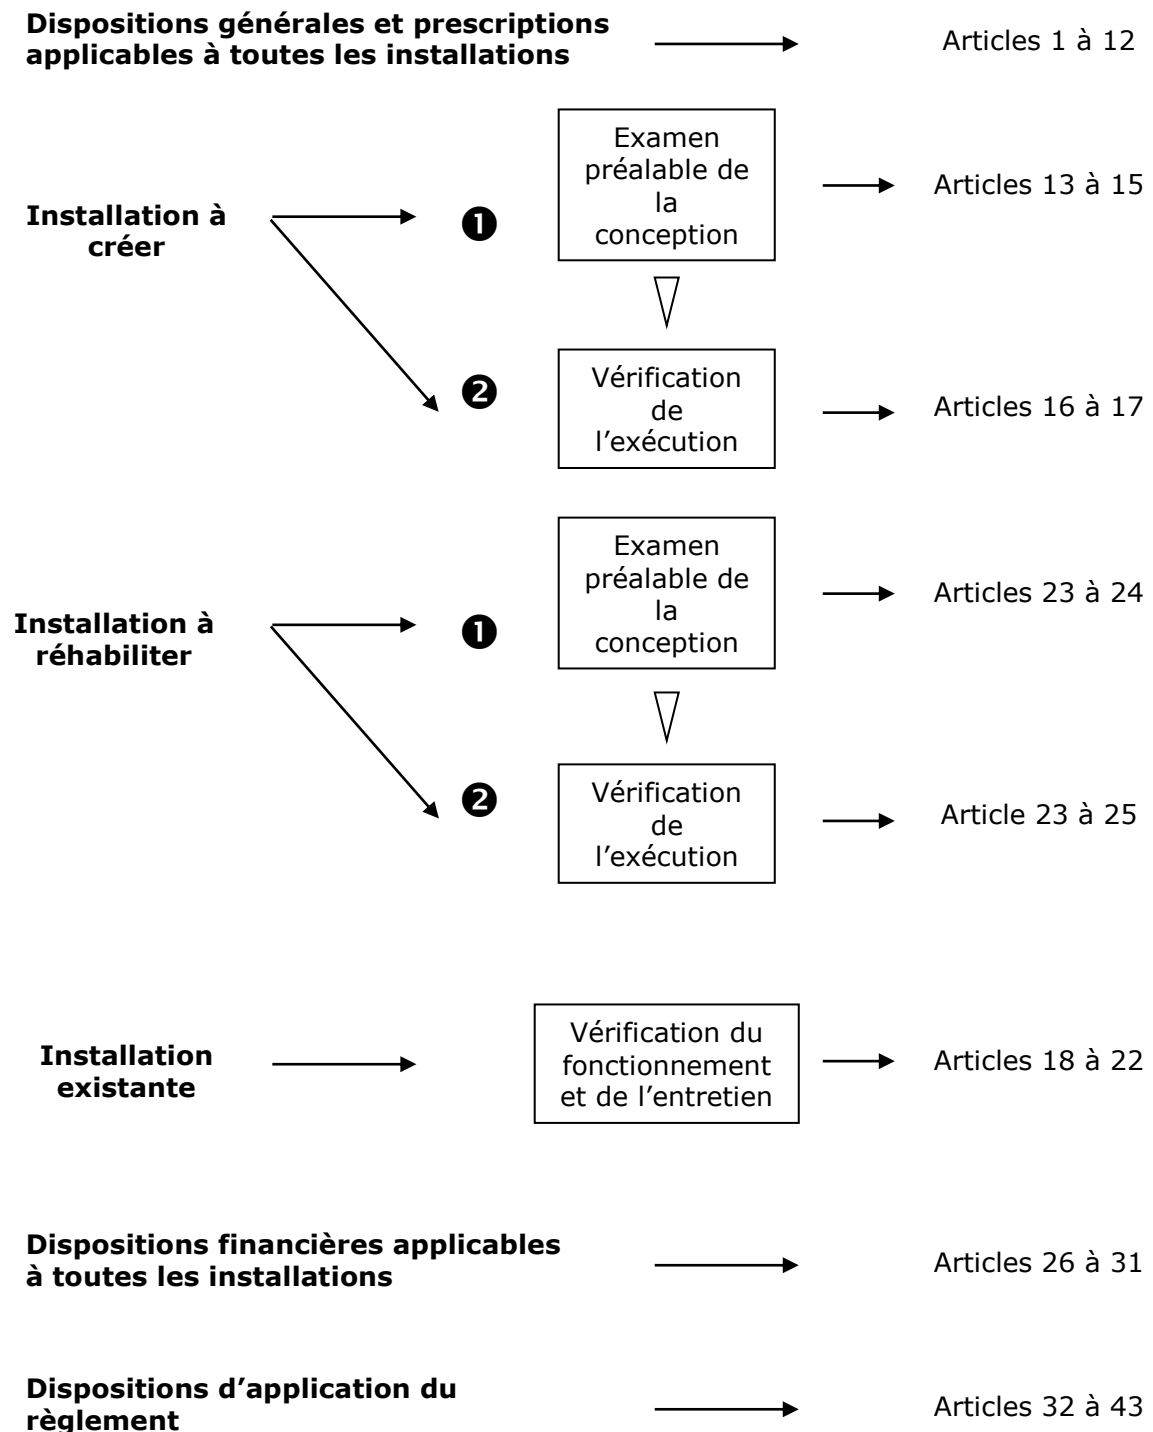 Dispositions générales et prescriptions
applicables à toutes les installations
Articles 1 à 12
Installation à
créer
❶
Examen
préalable de
la
conception
Articles 13 à 15
❷
Vérification
de
l’exécution
Articles 16 à 17
Installation à
réhabiliter
❶
Examen
préalable de
la
conception
Articles 23 à 24
❷
Vérification
de
l’exécution
Article 23 à 25
Installation
existante
Vérification du
fonctionnement
et de l’entretien
Articles 18 à 22
Dispositions financières applicables
à toutes les installations
Articles 26 à 31
Dispositions d’application du
règlement
Articles 32 à 43